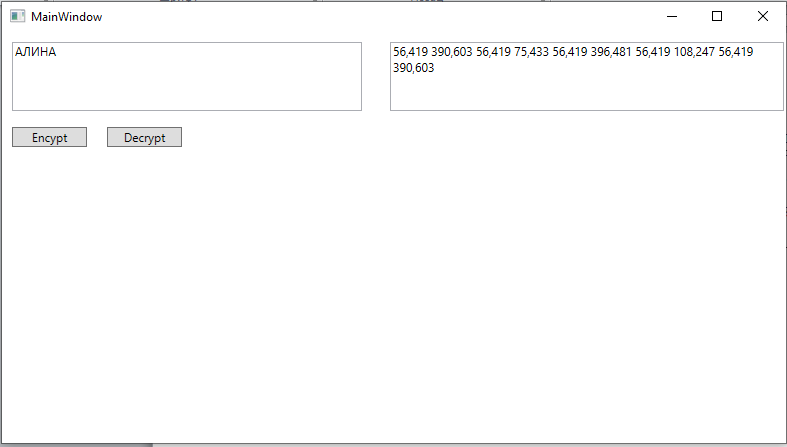 MainWindow
АЛИНА
56,419 390,603 56,419 75,433 56,419 396,481 56,419 108,247 56,419
390,603
Encypt
Decrypt